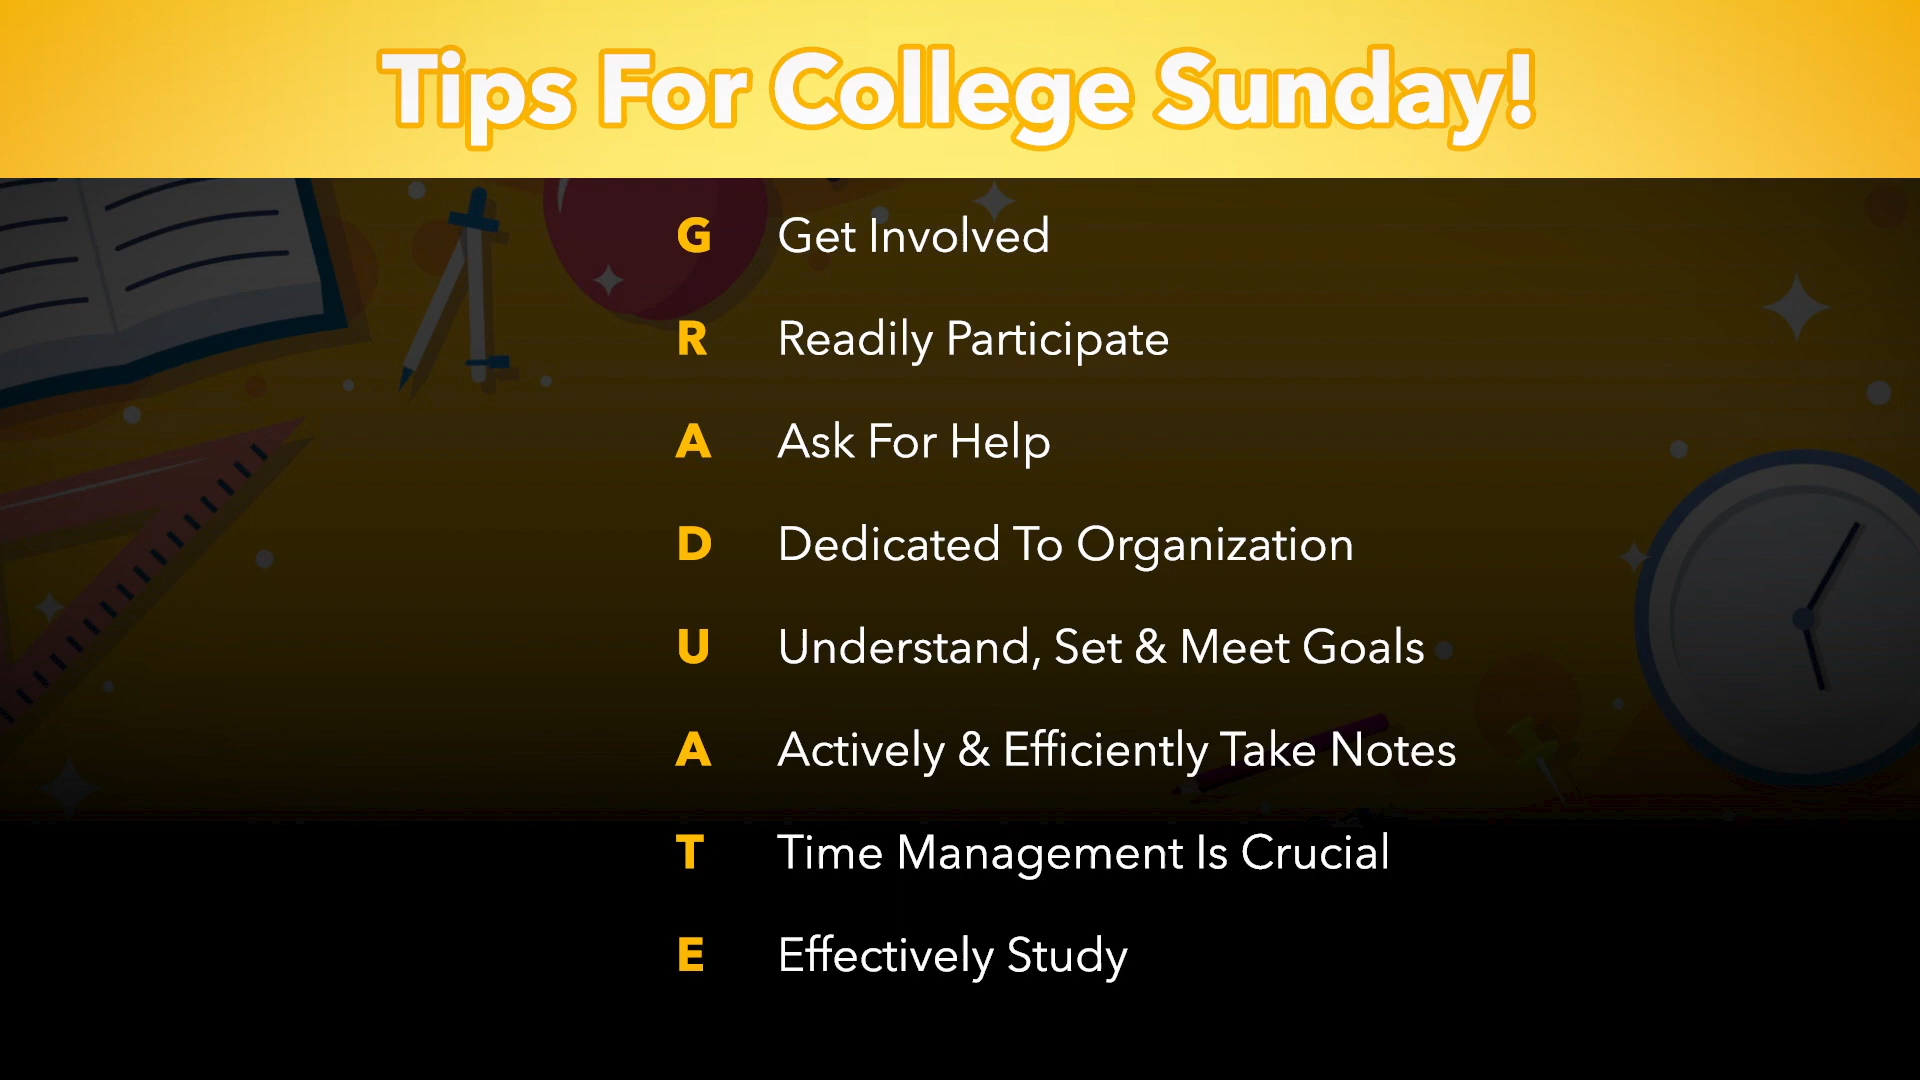 Tips For College Sunday!
G Get Involved
R Readily Participate
A Ask For Help
D Dedicated To Organization
U Understand, Set & Meet Goals
A Actively & Efficiently Take Notes
T Time Management Is Crucial
E Effectively Study